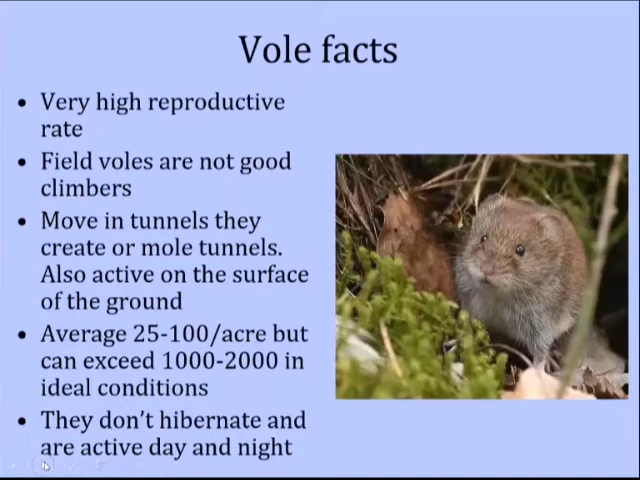 Vole facts
• Very high reproductive
rate
• Field voles are not good
climbers
• Move in tunnels they
create or mole tunnels.
Also active on the surface
of the ground
• Average 25-100/acre but
can exceed 1000-2000 in
ideal conditions
• They don’t hibernate and
are active day and night